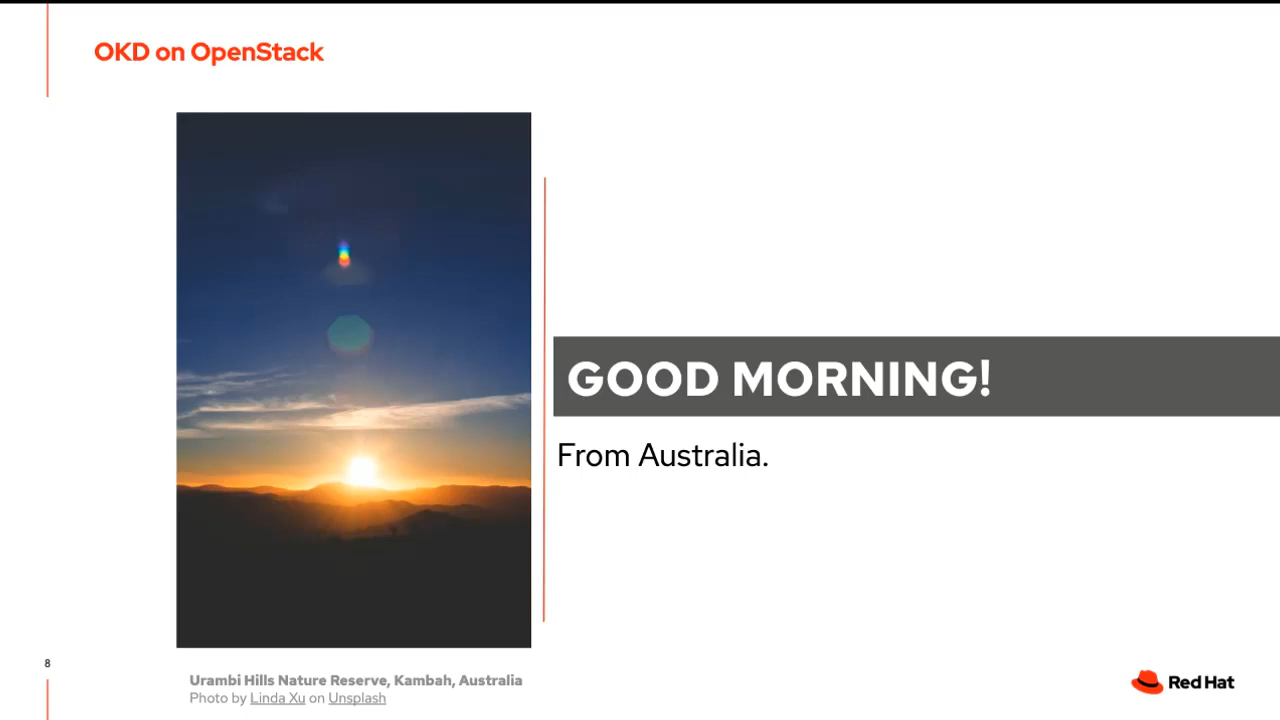 OKD on OpenStack
GOOD MORNING!
From Australia.
8
Urambi Hills Nature Reserve, Kambah, Australia
Photo by Linda Xu on Unsplash
Red Hat